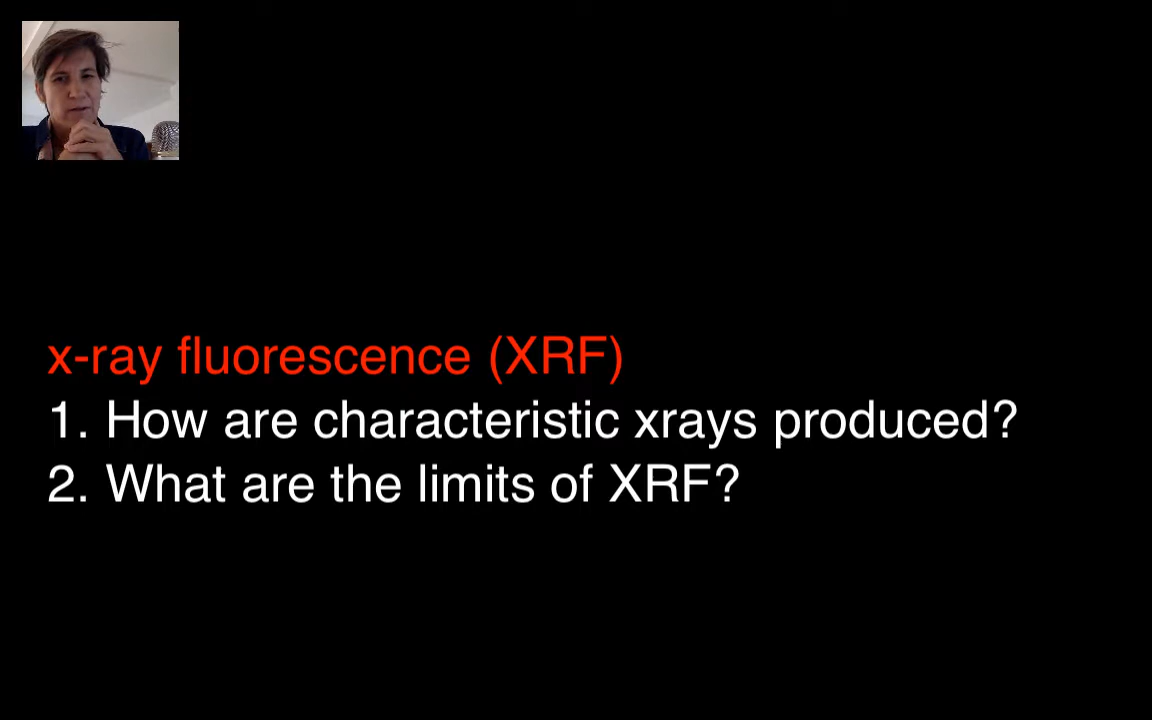 x-ray fluorescence (XRF)
1. How are characteristic xrays produced?
2. What are the limits of XRF?